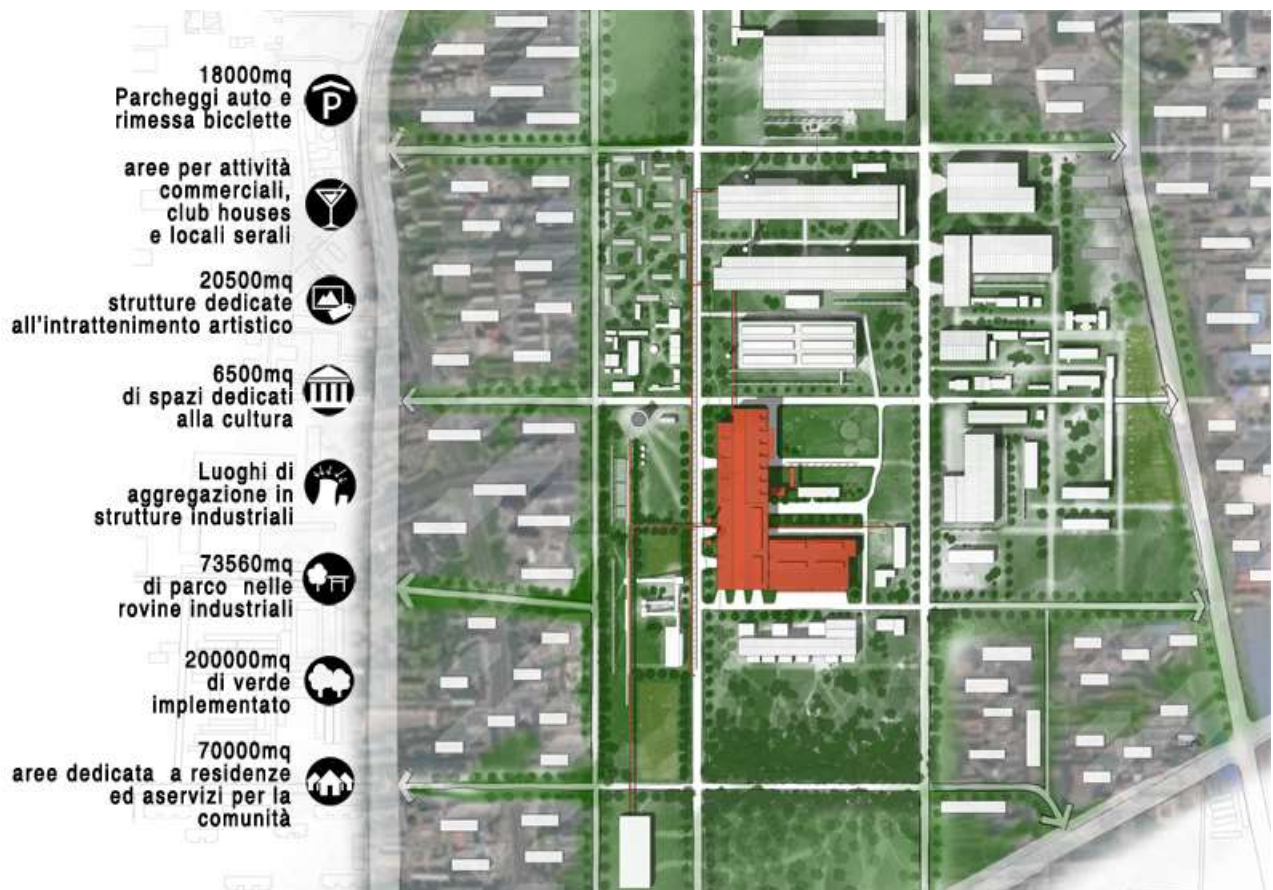 18000mq
Parcheggi auto e
rimessa bicclette
P
aree per attività
commerciali,
club houses
e locali serali
20500mq
strutture dedicate
all'intrattenimento artistico
6500mq
di spazi dedicati
alla cultura
Luoghi di
aggregazione in
strutture industriali
73560mq
di parco nelle
rovine industriali
200000mq
di verde
implementato
70000mq
aree dedicata a residenze
ed aservizi per la
comunità